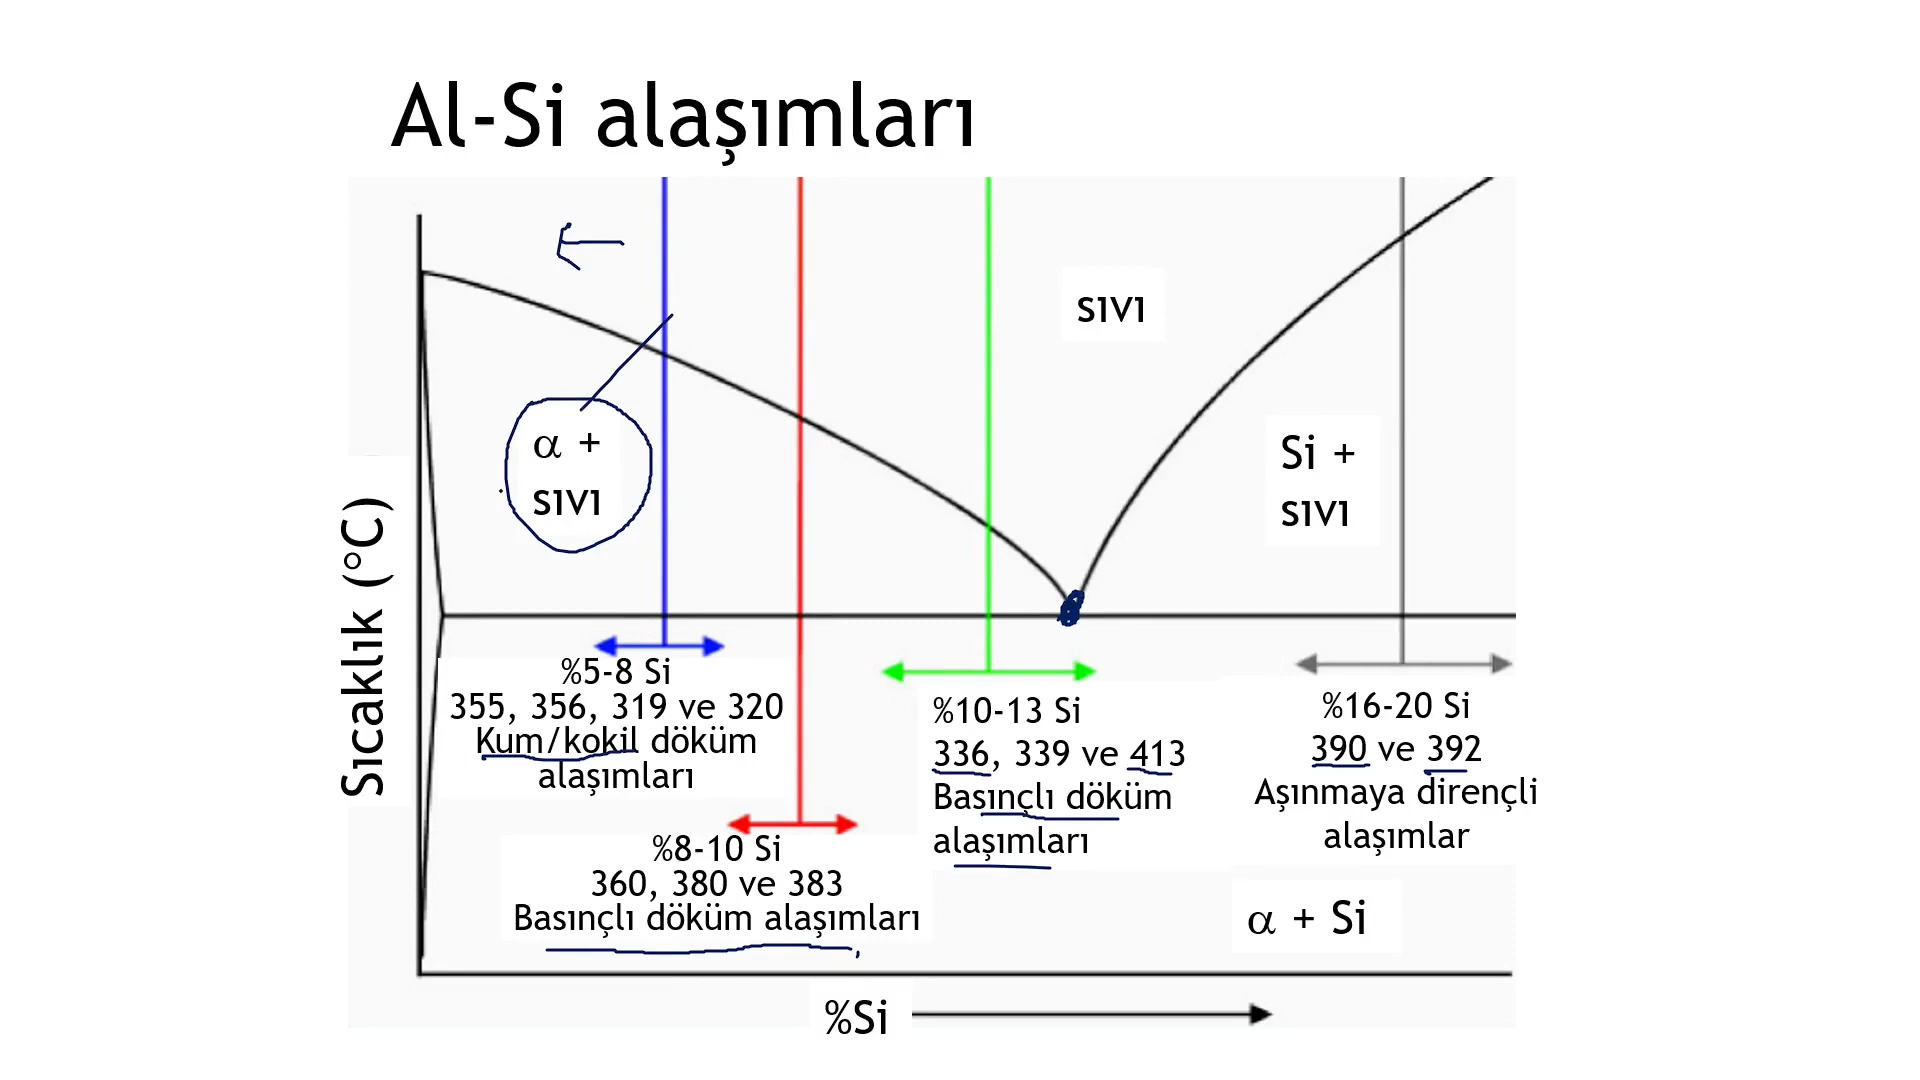 Al-Si alaşımları
sıvı
α +
sıvı
Si +
sıvı
Sıcaklık (°C)
%5-8 Si
355, 356, 319 ve 320
Kum/kokil döküm
alaşımları
%8-10 Si
360, 380 ve 383
Basınçlı döküm alaşımları
%10-13 Si
336, 339 ve 413
Basınçlı döküm
alaşımları
%16-20 Si
390 ve 392
Aşınmaya dirençli
alaşımlar
α + Si
%Si